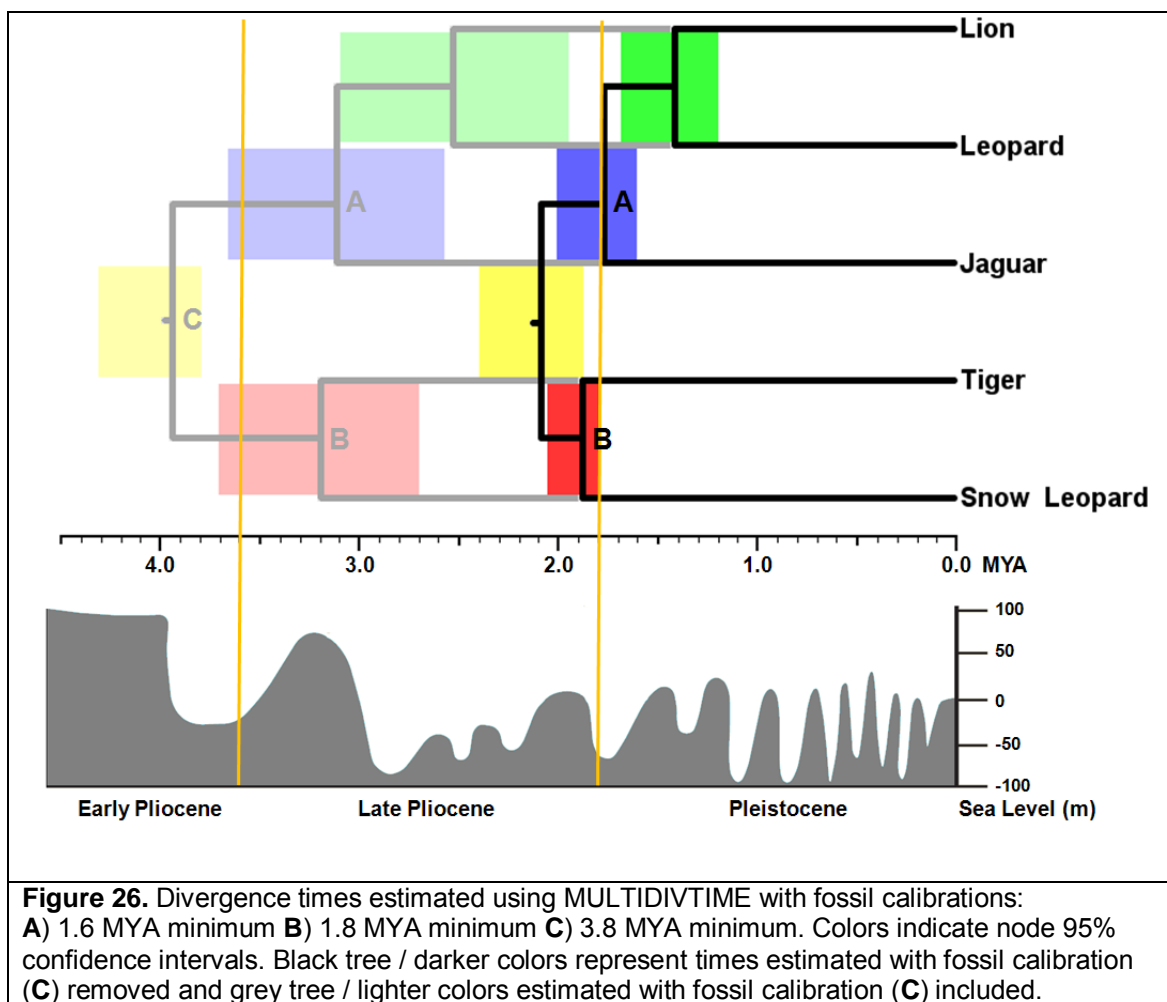 Lion
Leopard
A A
Jaguar
C
Tiger
B B
Snow Leopard
4.0 3.0 2.0 1.0 0.0 MYA
100
50
0
-50
-100
Early Pliocene Late Pliocene Pleistocene Sea Level (m)
Figure 26. Divergence times estimated using MULTIDIVTIME with fossil calibrations:
A) 1.6 MYA minimum B) 1.8 MYA minimum C) 3.8 MYA minimum. Colors indicate node 95%
confidence intervals. Black tree / darker colors represent times estimated with fossil calibration
(C) removed and grey tree / lighter colors estimated with fossil calibration (C) included.